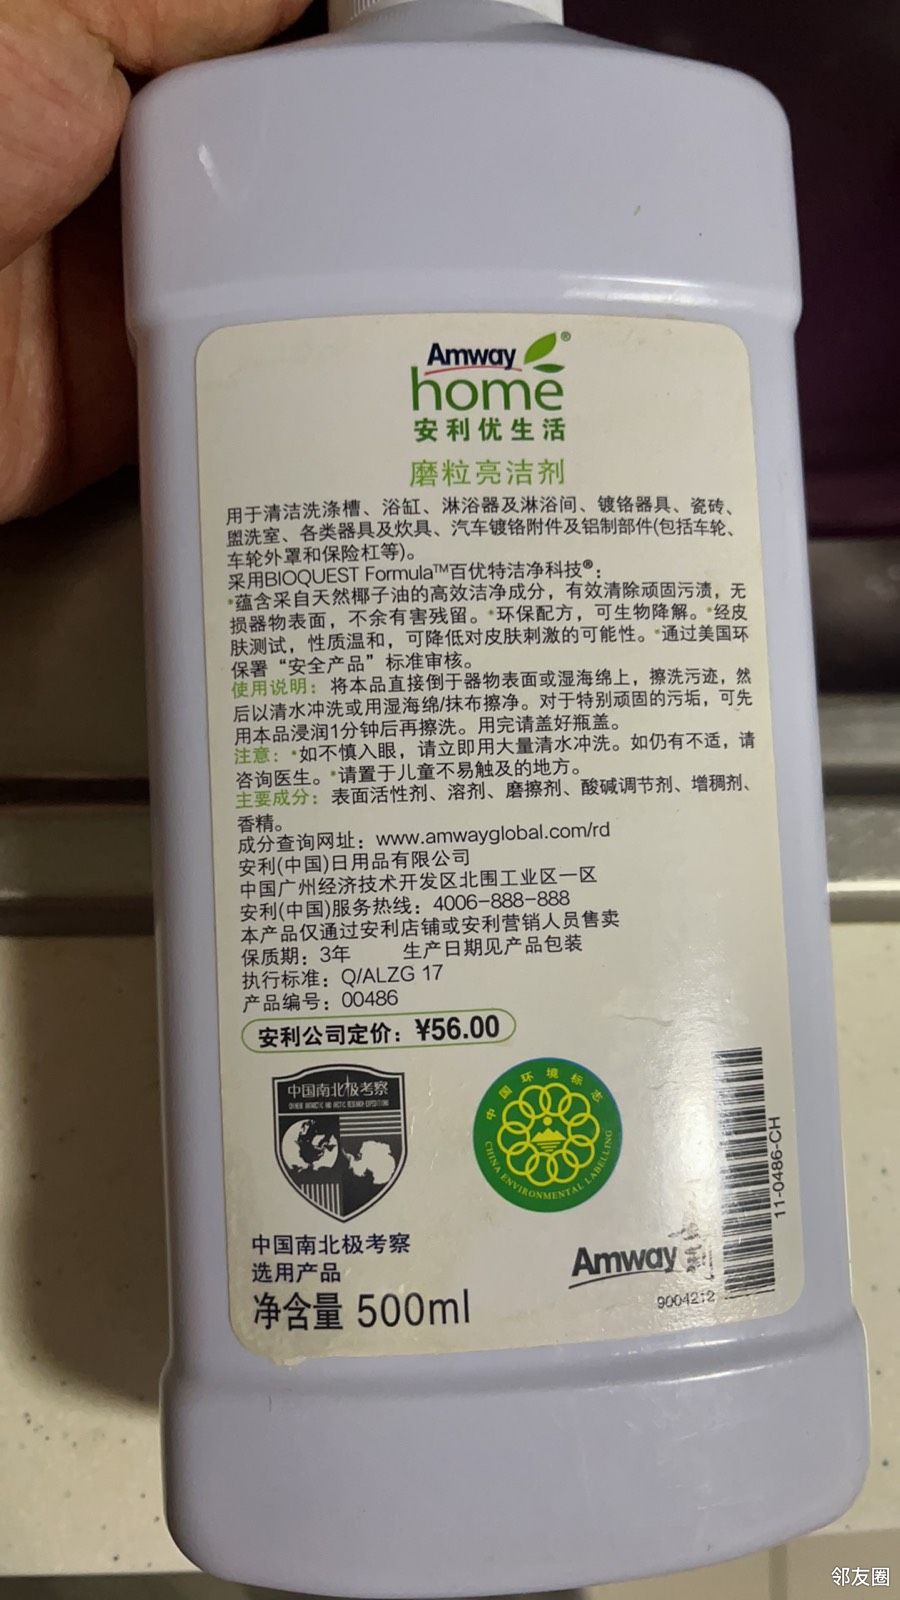 Amway
home®
安利优生活
磨粒亮洁剂
用于清洁洗涤槽、浴缸、淋浴器及淋浴间、镀铬器具、瓷砖、
盥洗室、各类器具及炊具、汽车镀铬附件及铝制部件(包括车轮、
车轮外罩和保险杠等)。
采用BIOQUEST Formula™百优特洁净科技®:
*蕴含采自天然椰子油的高效洁净成分，有效清除顽固污渍，无
损器物表面，不余有害残留。*环保配方，可生物降解。*经皮
肤测试，性质温和，可降低对皮肤刺激的可能性。*通过美国环
保署“安全产品”标准审核。
使用说明：将本品直接倒于器物表面或湿海绵上，擦洗污迹，然
后以清水冲洗或用湿海绵/抹布擦净。对于特别顽固的污垢，可先
用本品浸润1分钟后再擦洗。用完请盖好瓶盖。
注意：*如不慎入眼，请立即用大量清水冲洗。如仍有不适，请
咨询医生。*请置于儿童不易触及的地方。
主要成分：表面活性剂、溶剂、磨擦剂、酸碱调节剂、增稠剂、
香精。
成分查询网址：www.amwayglobal.com/rd
安利(中国)日用品有限公司
中国广州经济技术开发区北围工业区一区
安利(中国)服务热线：4006-888-888
本产品仅通过安利店铺或安利营销人员售卖
保质期：3年 生产日期见产品包装
执行标准：Q/ALZG 17
产品编号：00486
安利公司定价：¥56.00
中国南北极考察
CHINESE ANTARCTIC AND ARCTIC RESEARCH EXPEDITIONS
中国环境标志
CHINA ENVIRONMENTAL LABELLING
11-0486-CH
中国南北极考察
选用产品
净含量 500ml
Amway
9004212
邻友圈